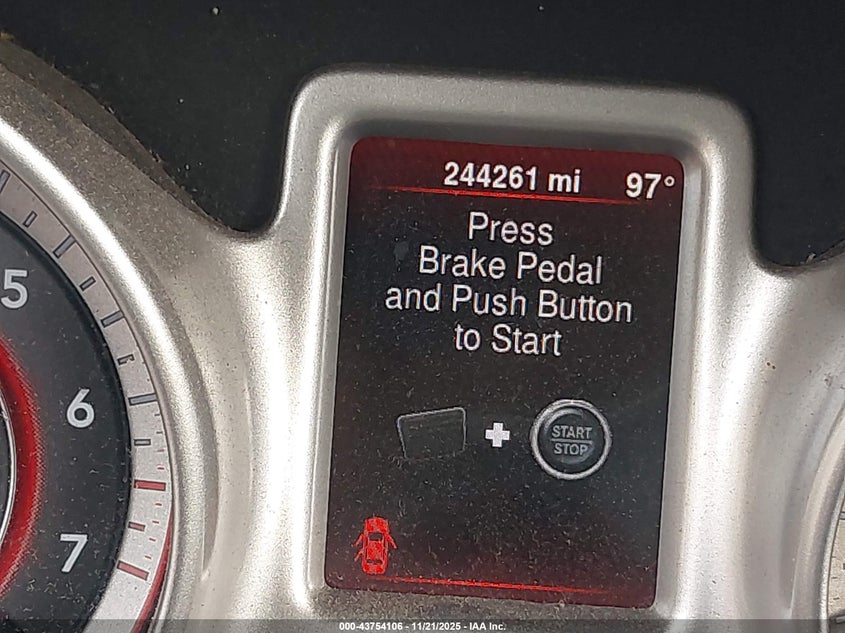 244261 mi 97°
Press
Brake Pedal
and Push Button
to Start
START
STOP
5
6
7
000-43754106 - 11/21/2025 - IAA Inc.